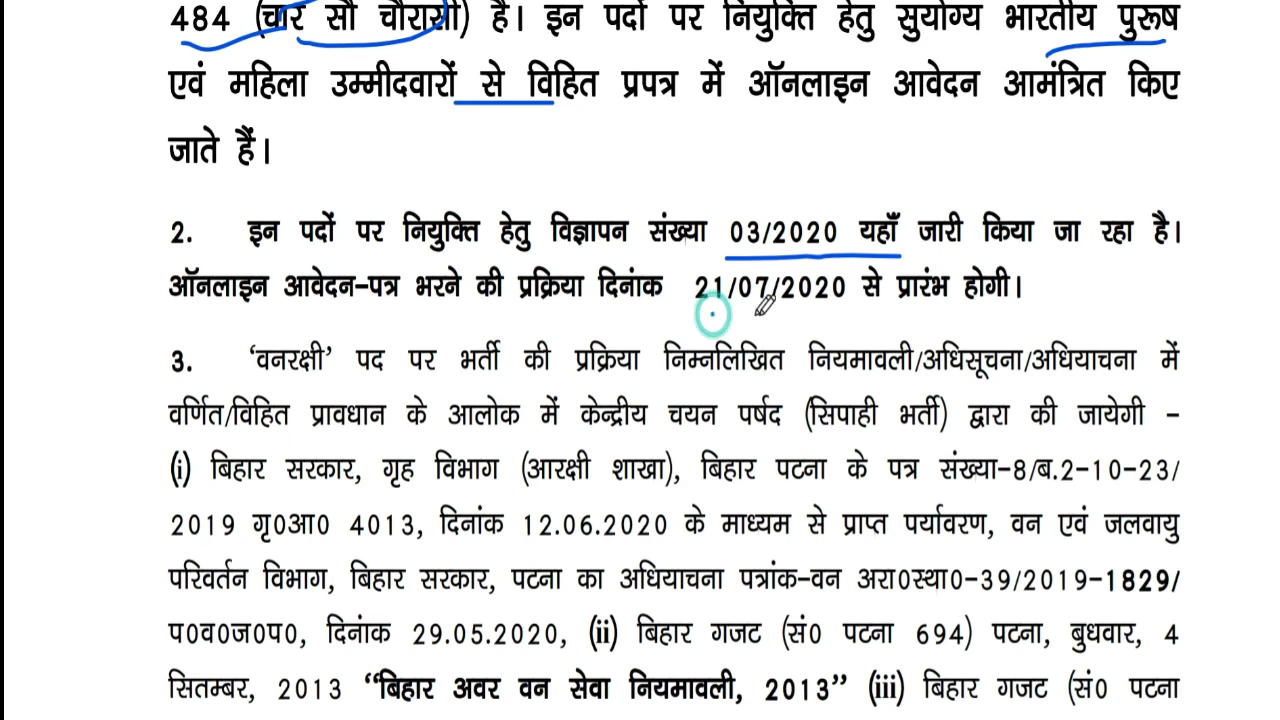 484 (चार सौ चौरासी) है। इन पदों पर नियुक्ति हेतु सुयोग्य भारतीय पुरूष
एवं महिला उम्मीदवारों से विहित प्रपत्र में ऑनलाइन आवेदन आमंत्रित किए
जाते हैं।
2. इन पदों पर नियुक्ति हेतु विज्ञापन संख्या 03/2020 यहाँ जारी किया जा रहा है।
ऑनलाइन आवेदन-पत्र भरने की प्रक्रिया दिनांक 21/07/2020 से प्रारंभ होगी।
3. ‘वनरक्षी’ पद पर भर्ती की प्रक्रिया निम्नलिखित नियमावली/अधिसूचना/अधियाचना में
वर्णित/विहित प्रावधान के आलोक में केन्द्रीय चयन पर्षद (सिपाही भर्ती) द्वारा की जायेगी –
(i) बिहार सरकार, गृह विभाग (आरक्षी शाखा), बिहार पटना के पत्र संख्या-8/ब.2-10-23/
2019 गृ0आ0 4013, दिनांक 12.06.2020 के माध्यम से प्राप्त पर्यावरण, वन एवं जलवायु
परिवर्तन विभाग, बिहार सरकार, पटना का अधियाचना पत्रांक-वन अरा0स्था0-39/2019-1829/
प0व0ज0प0, दिनांक 29.05.2020, (ii) बिहार गजट (सं0 पटना 694) पटना, बुधवार, 4
सितम्बर, 2013 “बिहार अवर वन सेवा नियमावली, 2013” (iii) बिहार गजट (सं0 पटना